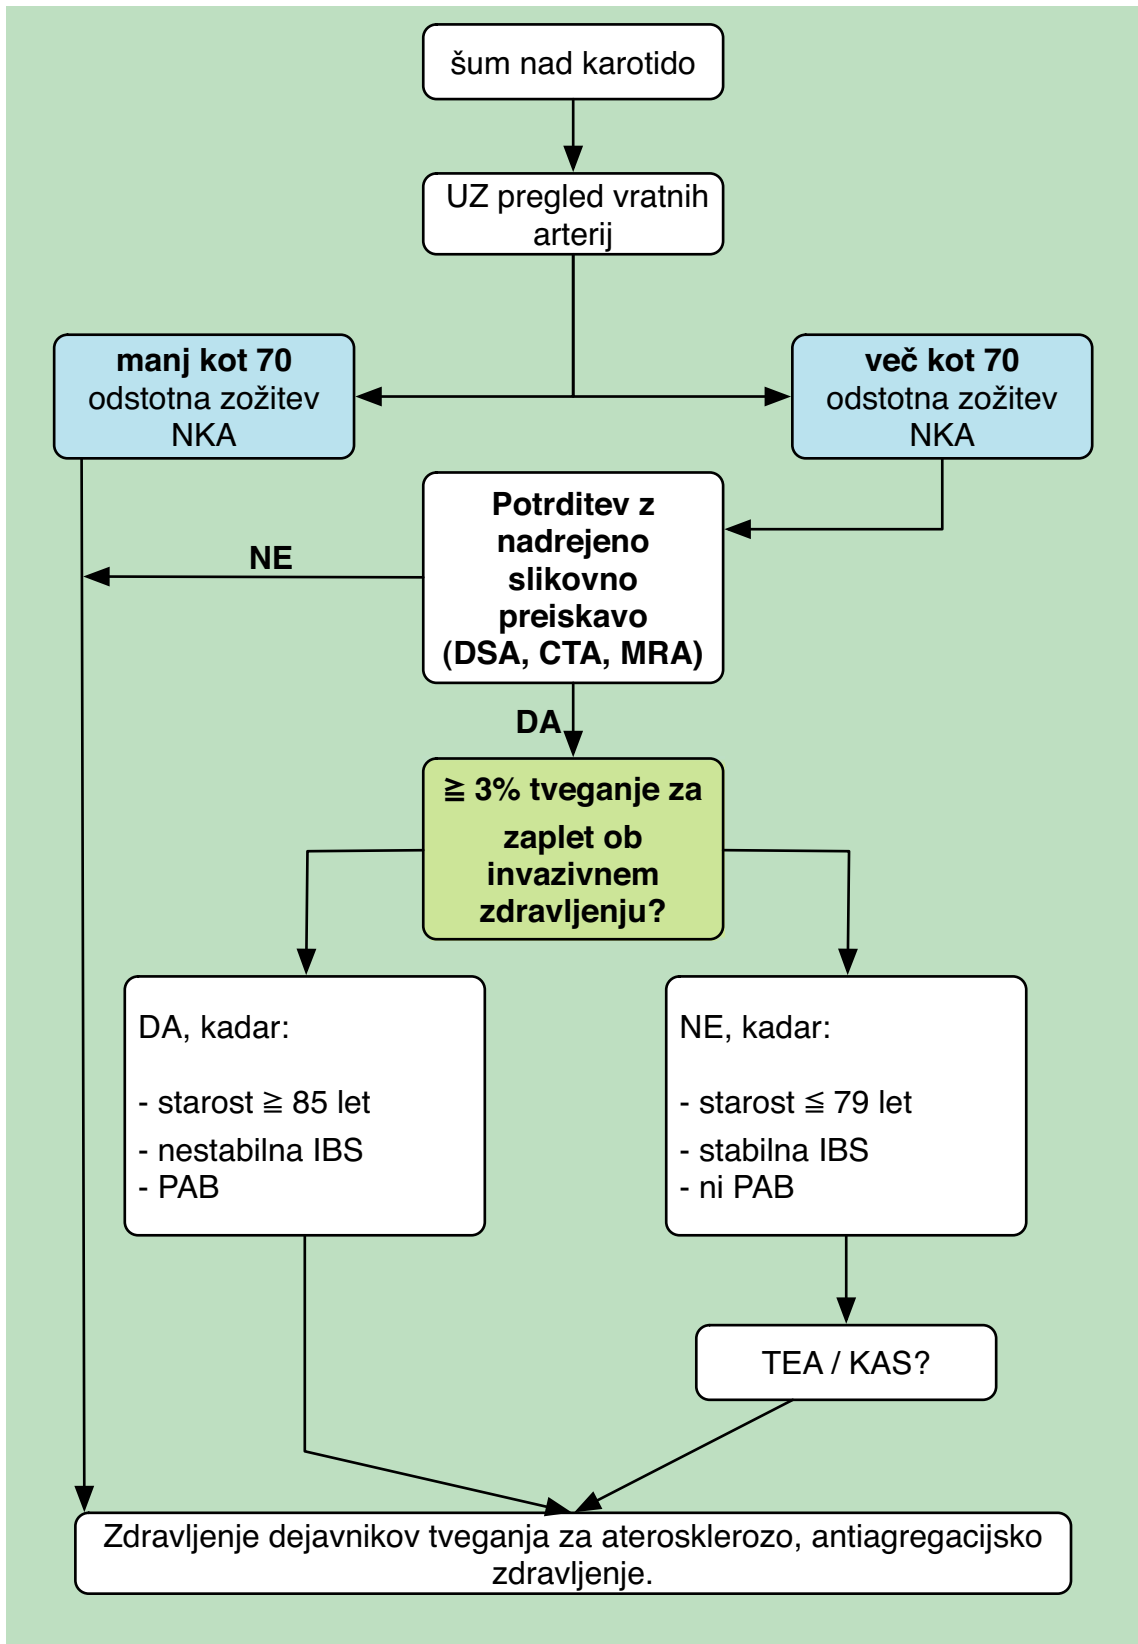 šum nad karotido
UZ pregled vratnih
arterij
manj kot 70
odstotna zožitev
NKA
več kot 70
odstotna zožitev
NKA
Potrditev z
nadrejeno
slikovno
preiskavo
(DSA, CTA, MRA)
NE
DA
≧ 3% tveganje za
zaplet ob
invazivnem
zdravljenju?
DA, kadar:
- starost ≧ 85 let
- nestabilna IBS
- PAB
NE, kadar:
- starost ≦ 79 let
- stabilna IBS
- ni PAB
TEA / KAS?
Zdravljenje dejavnikov tveganja za aterosklerozo, antiagregacijsko
zdravljenje.